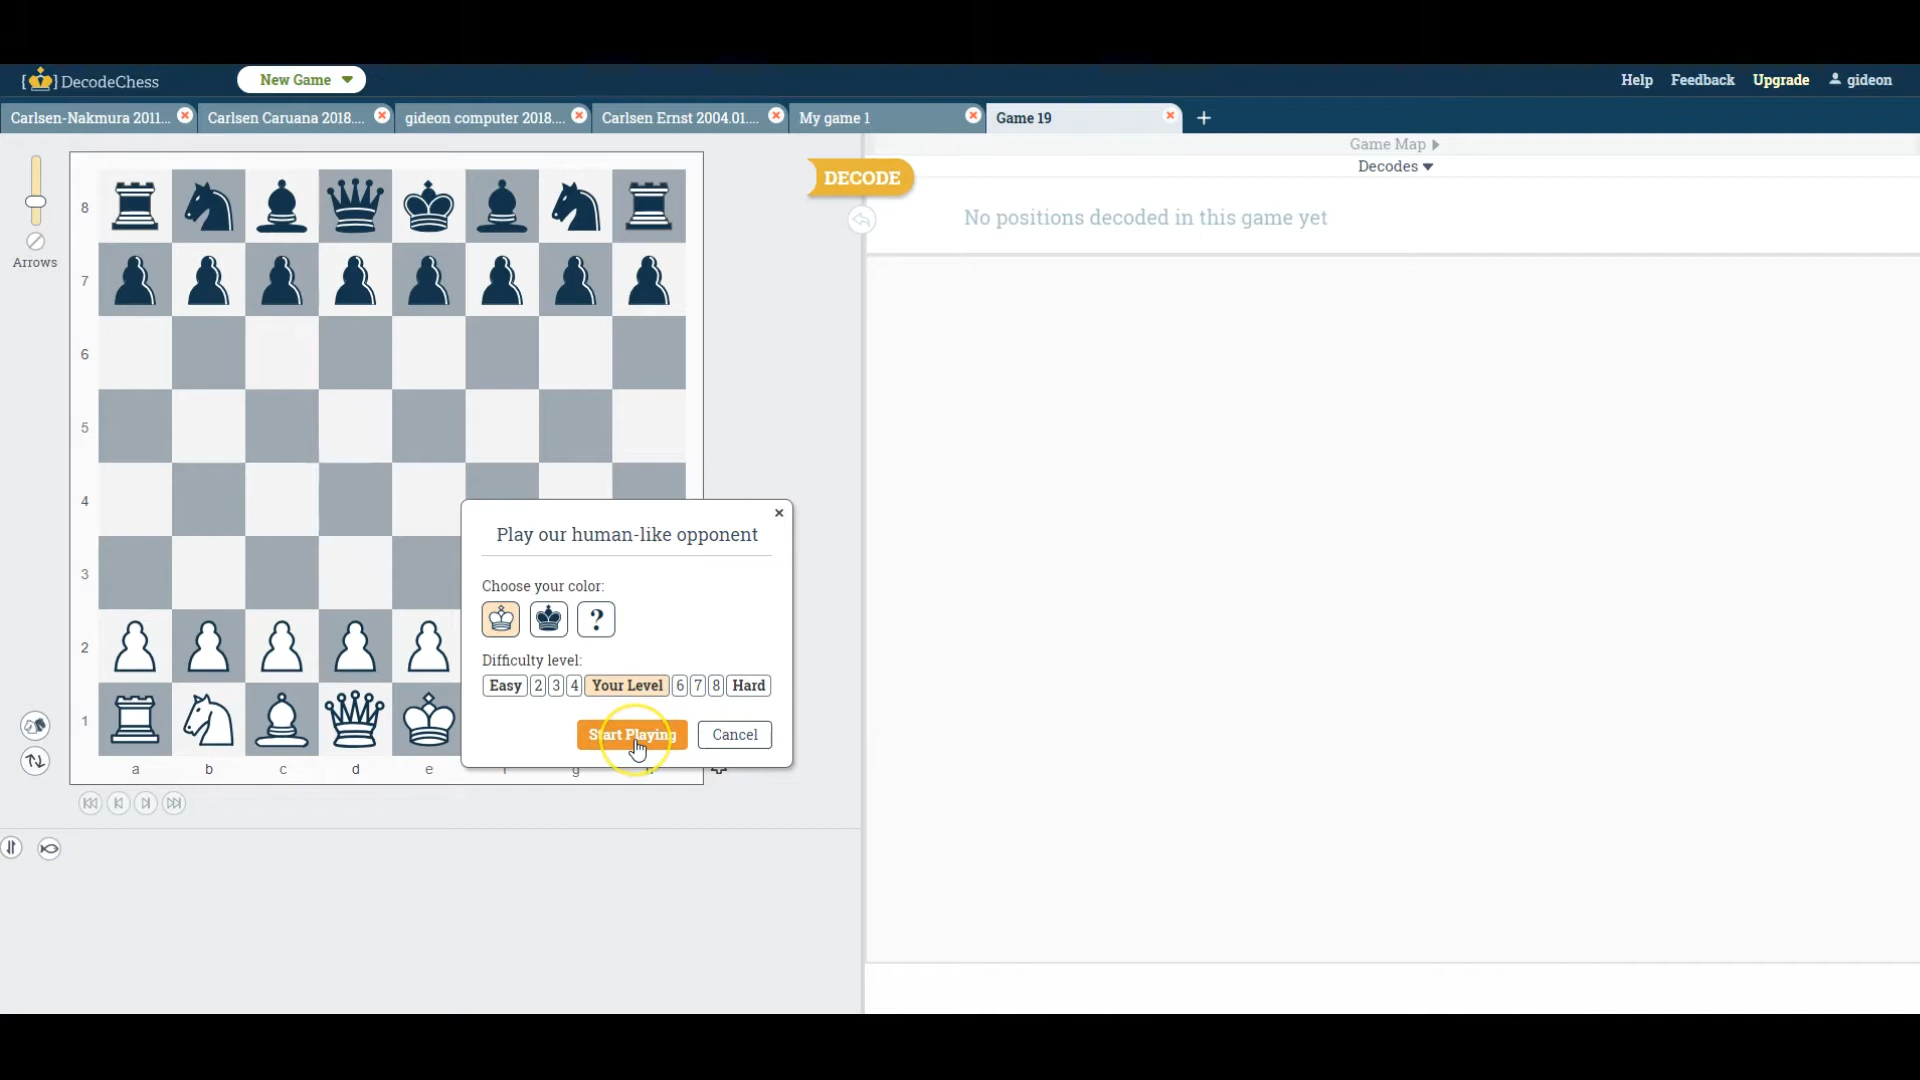 [ ] DecodeChess
New Game
Help Feedback Upgrade gideon
Carlsen-Nakmura 2011...
Carlsen Caruana 2018....
gideon computer 2018....
Carlsen Ernst 2004.01....
My game 1
Game 19
Game Map
Decodes
DECODE
No positions decoded in this game yet
Arrows
8
7
6
5
4
3
2
1
Play our human-like opponent
Choose your color:
?
Difficulty level:
Easy 2 3 4 Your Level 6 7 8 Hard
Start Playing Cancel
a b c d e g